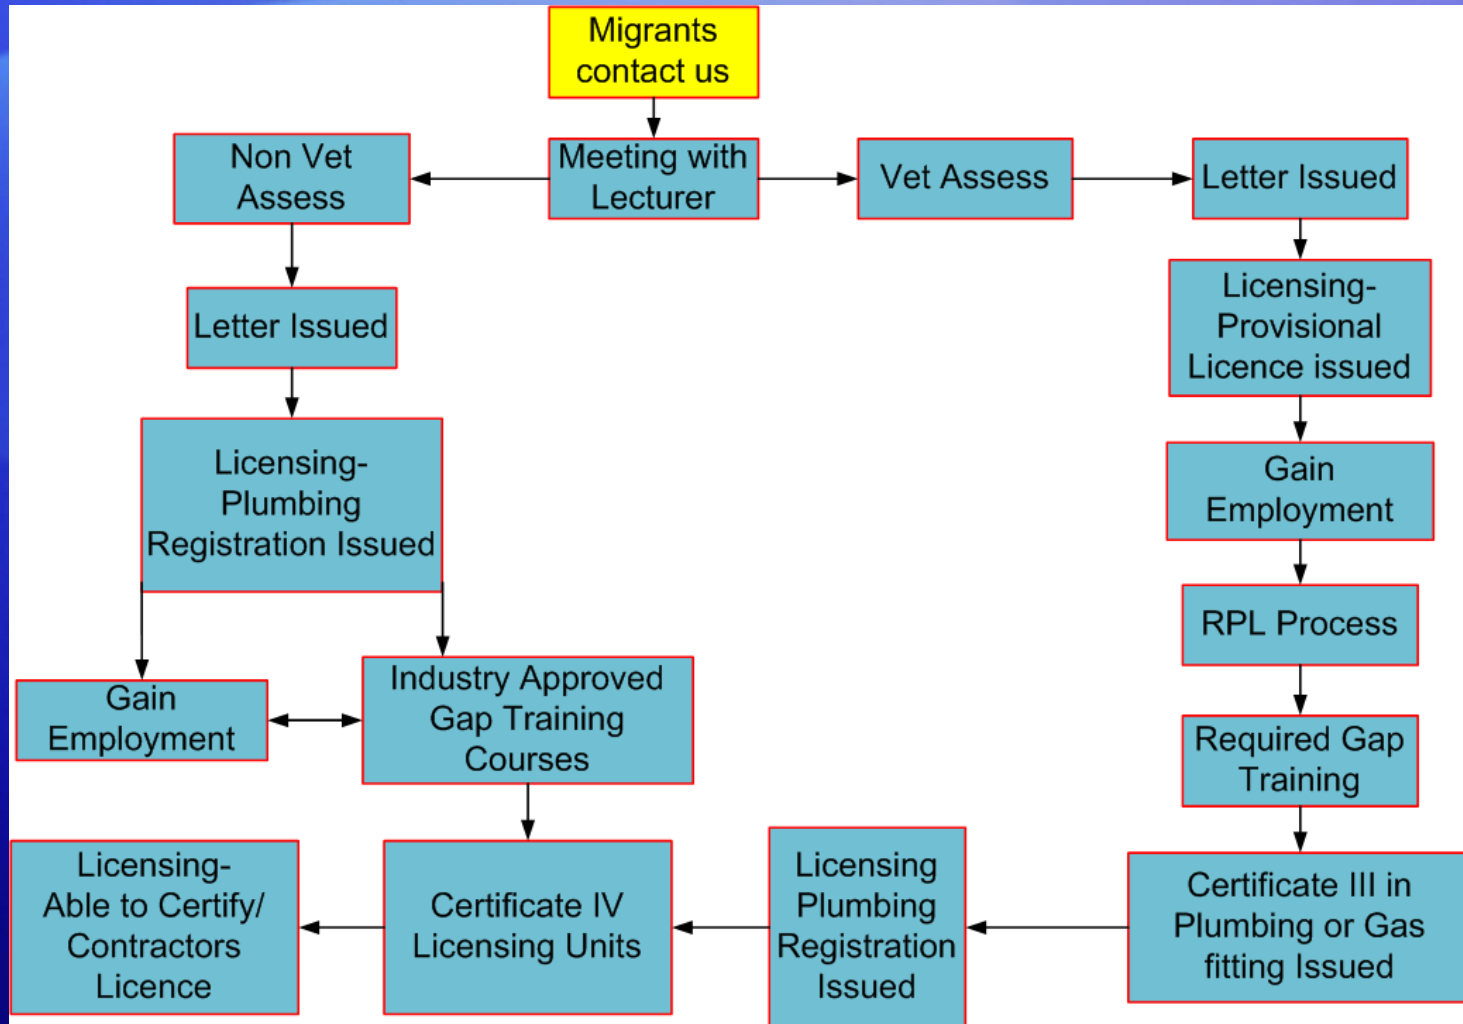 Migrants
contact us
Non Vet
Assess
Meeting with
Lecturer
Vet Assess
Letter Issued
Letter Issued
Licensing-
Provisional
Licence issued
Licensing-
Plumbing
Registration Issued
Gain
Employment
RPL Process
Gain
Employment
Industry Approved
Gap Training
Courses
Required Gap
Training
Licensing-
Able to Certify/
Contractors
Licence
Certificate IV
Licensing Units
Licensing
Plumbing
Registration
Issued
Certificate III in
Plumbing or Gas
fitting Issued